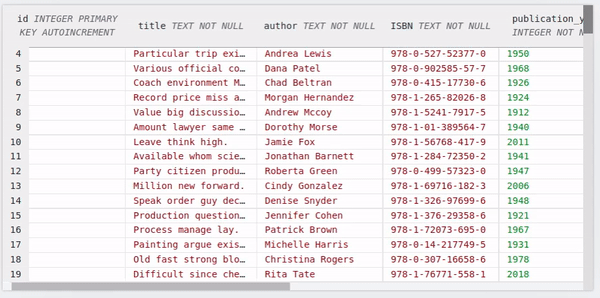 id INTEGER PRIMARY KEY AUTOINCREMENT title TEXT NOT NULL author TEXT NOT NULL ISBN TEXT NOT NULL publication_y INTEGER NOT N
4 Particular trip exi… Andrea Lewis 978-0-527-52377-0 1950
5 Various official co… Dana Patel 978-0-902585-57-7 1968
6 Coach environment M… Chad Beltran 978-0-415-17730-6 1926
7 Record price miss a… Morgan Hernandez 978-1-265-82026-8 1924
8 Value big discussio… Andrew Mccoy 978-1-5241-7917-5 1912
9 Amount lawyer same … Dorothy Morse 978-1-01-389564-7 1940
10 Leave think high. Jamie Fox 978-1-56768-417-9 2011
11 Available whom scie… Jonathan Barnett 978-1-284-72350-2 1941
12 Party citizen produ… Roberta Green 978-0-499-57323-0 1947
13 Million new forward. Cindy Gonzalez 978-1-69716-182-3 2006
14 Speak order guy dec… Denise Snyder 978-1-326-97699-6 1948
15 Production question… Jennifer Cohen 978-1-376-29358-6 1921
16 Process manage lay. Patrick Brown 978-1-72073-695-0 1967
17 Painting argue exis… Michelle Harris 978-0-14-217749-5 1931
18 Old fast strong blo… Christina Rogers 978-0-307-16658-6 1978
19 Difficult since che… Rita Tate 978-1-76771-558-1 2018